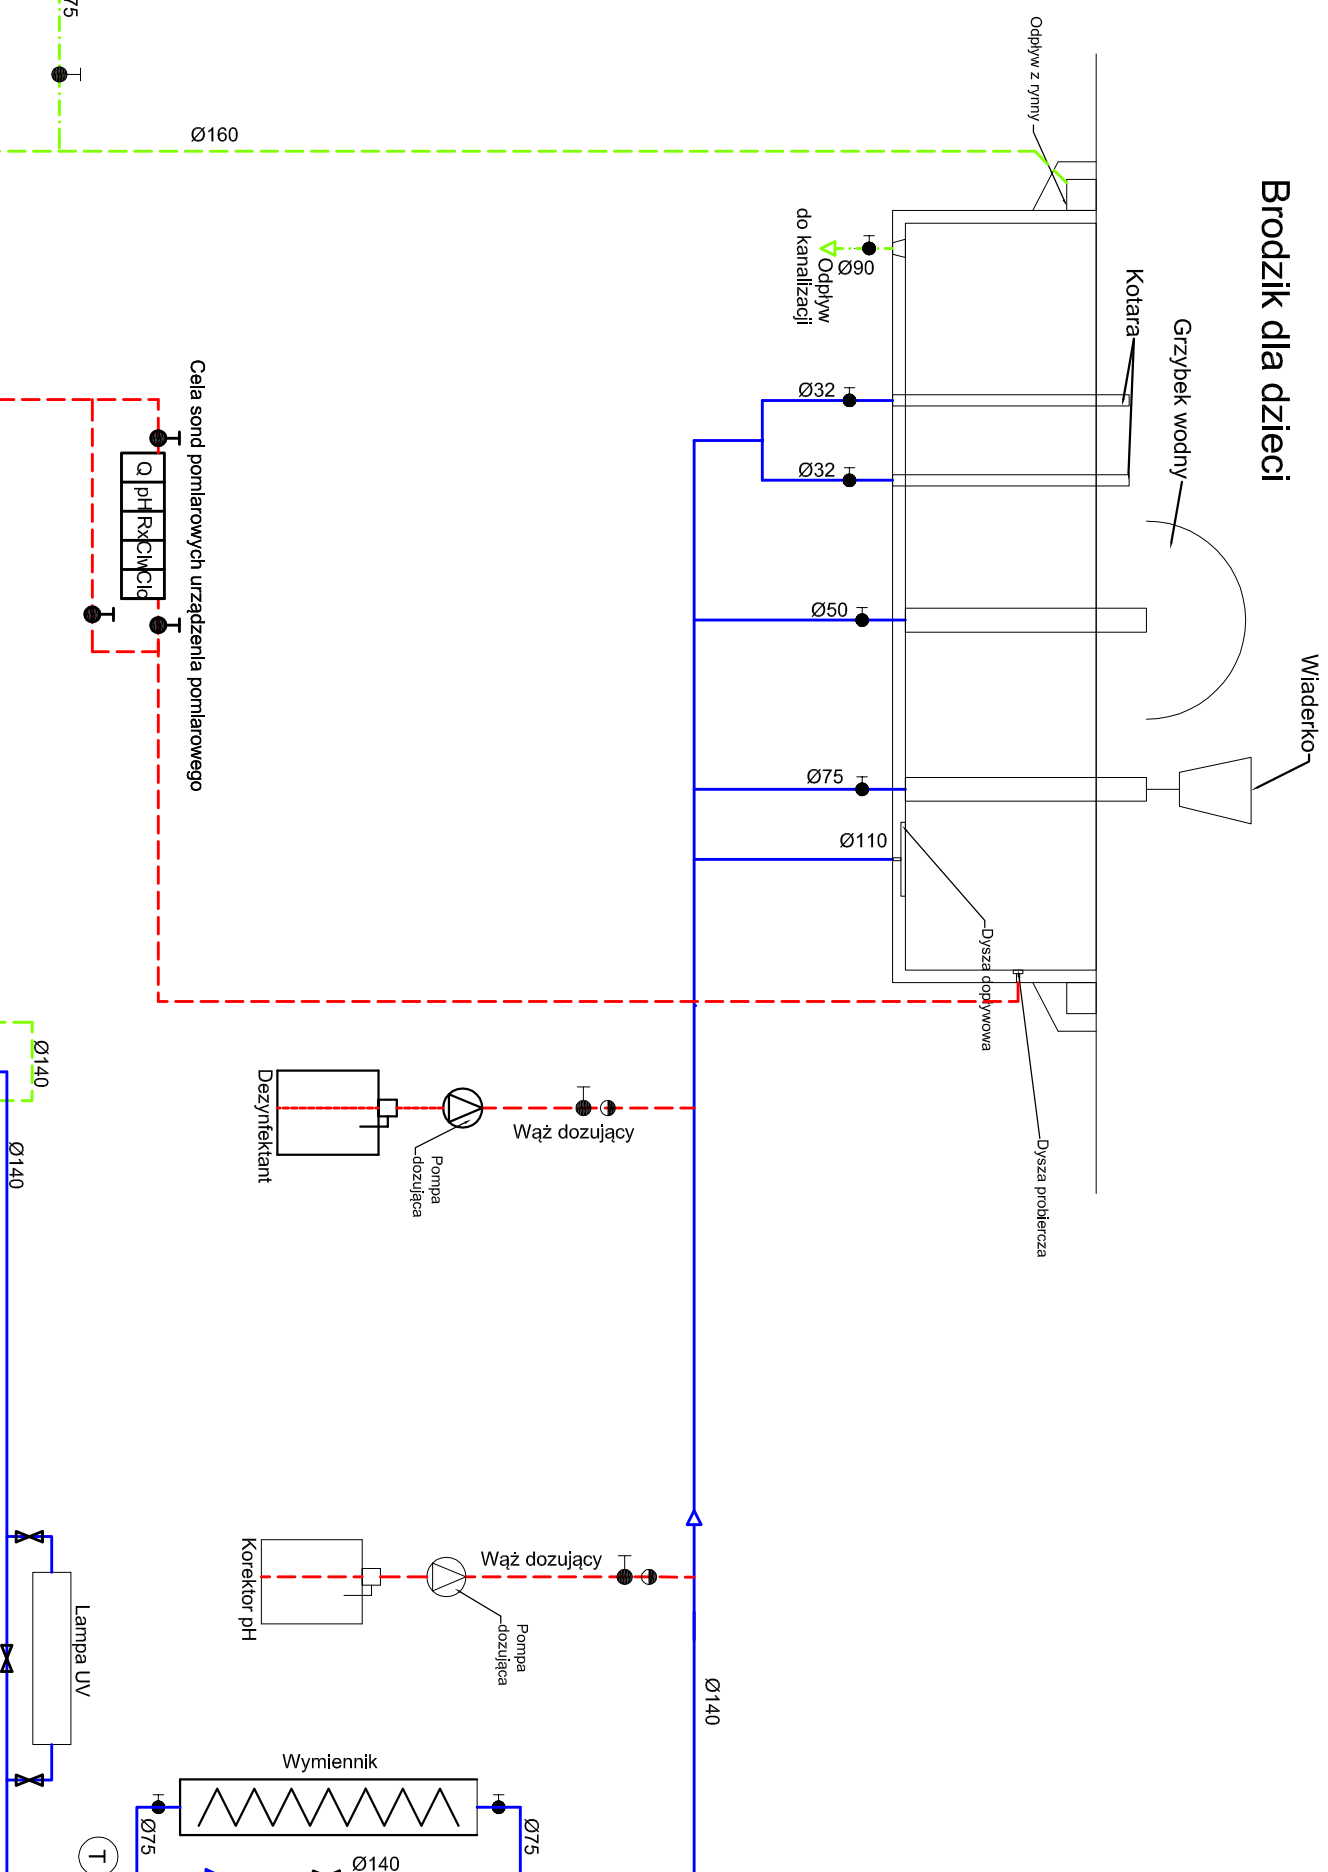 Brodzik dla dzieci
Wiaderko
Grzybek wodny
Kotara
Odpływ z rynny
Ø160
75
Ø90
Odpływ
do kanalizacji
Ø32
Ø32
Ø50
Ø75
Ø110
Dysza dopływowa
Dysza probiercza
Cela sond pomiarowych urządzenia pomiarowego
Q
pH
Rx
Clw
Clc
Wąż dozujący
Pompa
dozująca
Dezynfektant
Wąż dozujący
Pompa
dozująca
Korektor pH
Ø140
Ø140
Ø140
Lampa UV
Wymiennik
Ø75
Ø75
Ø140
T